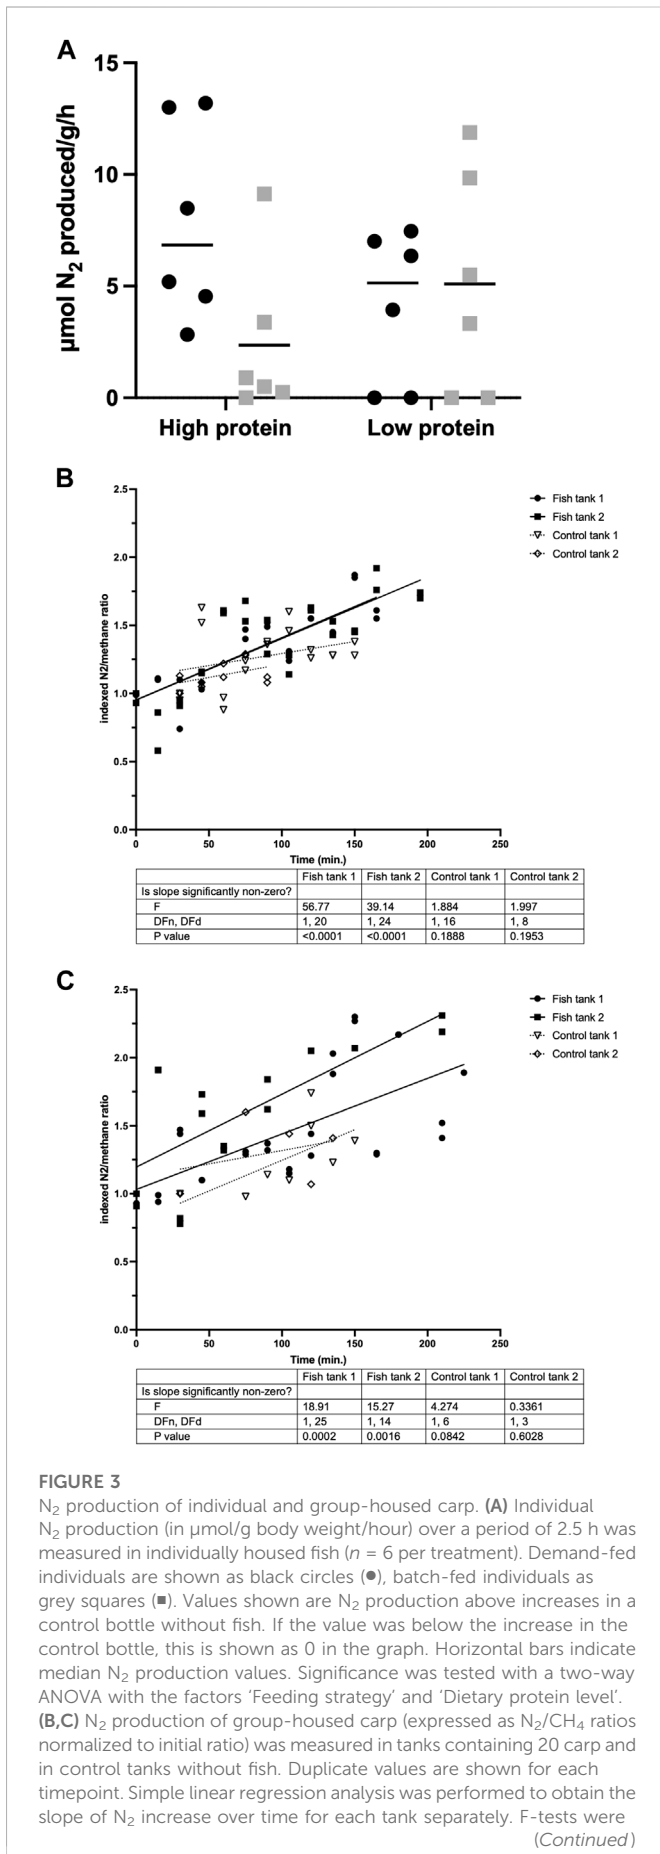 A
15
10
5
0
µmol N2 produced/g/h
High protein
Low protein
B
2.5
2.0
1.5
1.0
0.5
0.0
indexed N2/methane ratio
0 50 100 150 200 250
Time (min.)
Fish tank 1
Fish tank 2
Control tank 1
Control tank 2
Fish tank 1 Fish tank 2 Control tank 1 Control tank 2
Is slope significantly non-zero?
F 56.77 39.14 1.884 1.997
DFn, DFd 1, 20 1, 24 1, 16 1, 8
P value <0.0001 <0.0001 0.1888 0.1953
C
2.5
2.0
1.5
1.0
0.5
0.0
indexed N2/methane ratio
0 50 100 150 200 250
Time (min.)
Fish tank 1
Fish tank 2
Control tank 1
Control tank 2
Fish tank 1 Fish tank 2 Control tank 1 Control tank 2
Is slope significantly non-zero?
F 18.91 15.27 4.274 0.3361
DFn, DFd 1, 25 1, 14 1, 6 1, 3
P value 0.0002 0.0016 0.0842 0.6028
FIGURE 3
N2 production of individual and group-housed carp. (A) Individual
N2 production (in µmol/g body weight/hour) over a period of 2.5 h was
measured in individually housed fish (n = 6 per treatment). Demand-fed
individuals are shown as black circles (●), batch-fed individuals as
grey squares (■). Values shown are N2 production above increases in a
control bottle without fish. If the value was below the increase in the
control bottle, this is shown as 0 in the graph. Horizontal bars indicate
median N2 production values. Significance was tested with a two-way
ANOVA with the factors ‘Feeding strategy’ and ‘Dietary protein level’.
(B,C) N2 production of group-housed carp (expressed as N2/CH4 ratios
normalized to initial ratio) was measured in tanks containing 20 carp and
in control tanks without fish. Duplicate values are shown for each
timepoint. Simple linear regression analysis was performed to obtain the
slope of N2 increase over time for each tank separately. F-tests were
(Continued)